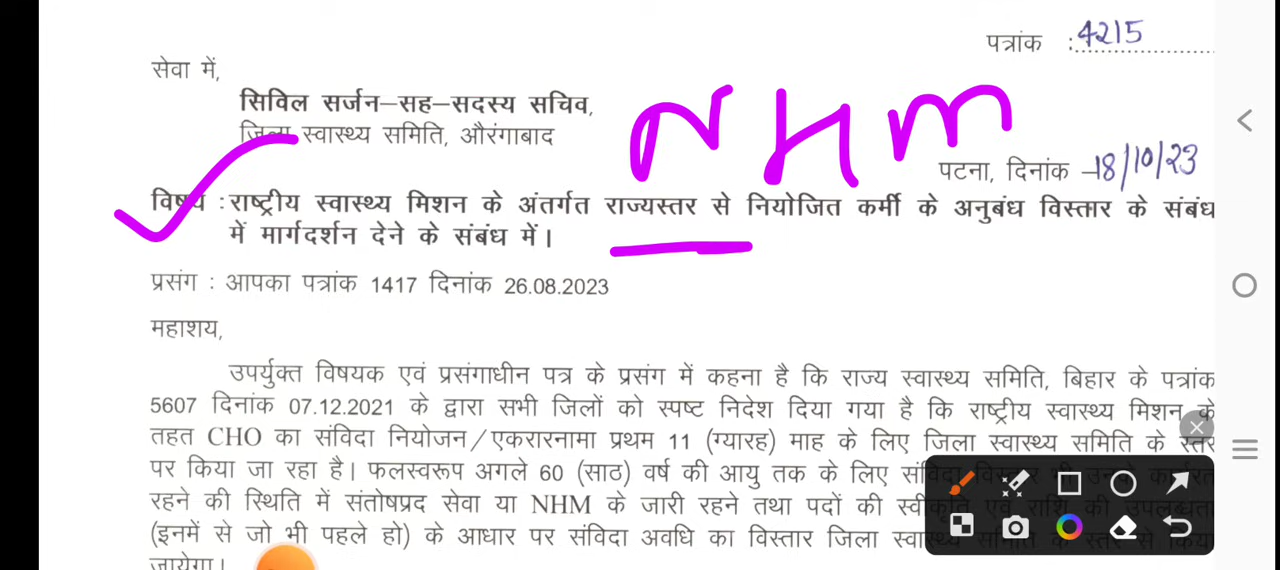 पत्रांक :4215
सेवा में,
सिविल सर्जन–सह–सदस्य सचिव,
जिला स्वास्थ्य समिति, औरंगाबाद
NHM
पटना, दिनांक –18/10/23
विषय : राष्ट्रीय स्वास्थ्य मिशन के अंतर्गत राज्यस्तर से नियोजित कर्मी के अनुबंध विस्तार के संबंध
में मार्गदर्शन देने के संबंध में।
प्रसंग : आपका पत्रांक 1417 दिनांक 26.08.2023
महाशय,
उपर्युक्त विषयक एवं प्रसंगाधीन पत्र के प्रसंग में कहना है कि राज्य स्वास्थ्य समिति, बिहार के पत्रांक
5607 दिनांक 07.12.2021 के द्वारा सभी जिलों को स्पष्ट निदेश दिया गया है कि राष्ट्रीय स्वास्थ्य मिशन के
तहत CHO का संविदा नियोजन/एकरारनामा प्रथम 11 (ग्यारह) माह के लिए जिला स्वास्थ्य समिति के स्तर
पर किया जा रहा है। फलस्वरूप अगले 60 (साठ) वर्ष की आयु तक के लिए संविदा विस्तार भी उनके कार्यरत
रहने की स्थिति में संतोषप्रद सेवा या NHM के जारी रहने तथा पदों की स्वीकृति एवं राशि की उपलब्धता
(इनमें से जो भी पहले हो) के आधार पर संविदा अवधि का विस्तार जिला स्वास्थ्य समिति के स्तर से किया
जायेगा।